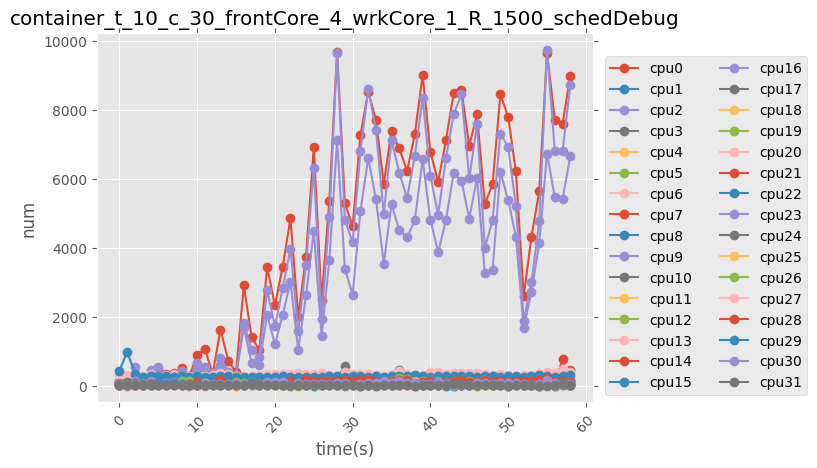 container_t_10_c_30_frontCore_4_wrkCore_1_R_1500_schedDebug
10000
8000
6000
4000
2000
0
num
0 10 20 30 40 50 60
time(s)
cpu0 cpu16
cpu1 cpu17
cpu2 cpu18
cpu3 cpu19
cpu4 cpu20
cpu5 cpu21
cpu6 cpu22
cpu7 cpu23
cpu8 cpu24
cpu9 cpu25
cpu10 cpu26
cpu11 cpu27
cpu12 cpu28
cpu13 cpu29
cpu14 cpu30
cpu15 cpu31